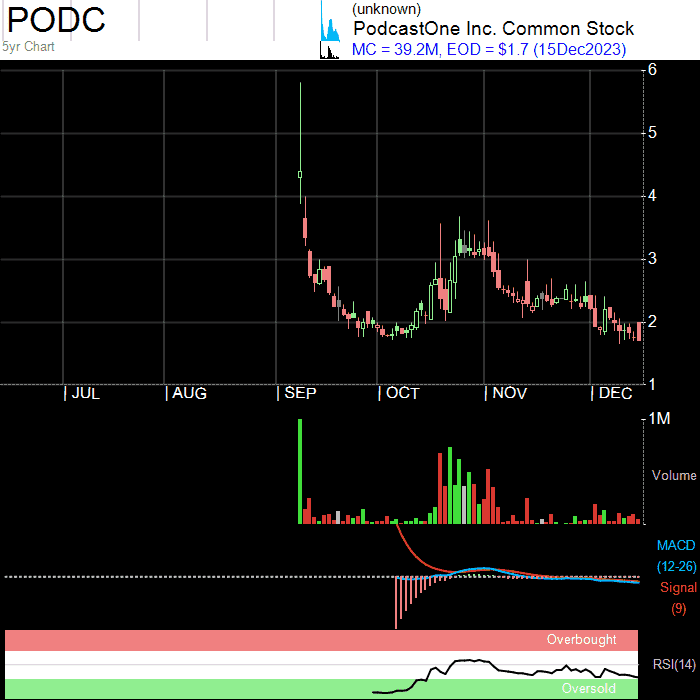 PODC
5yr Chart
(unknown)
PodcastOne Inc. Common Stock
MC = 39.2M, EOD = $1.7 (15Dec2023)
6
5
4
3
2
1
| JUL | AUG | SEP | OCT | NOV | DEC
1M
Volume
MACD
(12-26)
Signal
(9)
Overbought
RSI(14)
Oversold